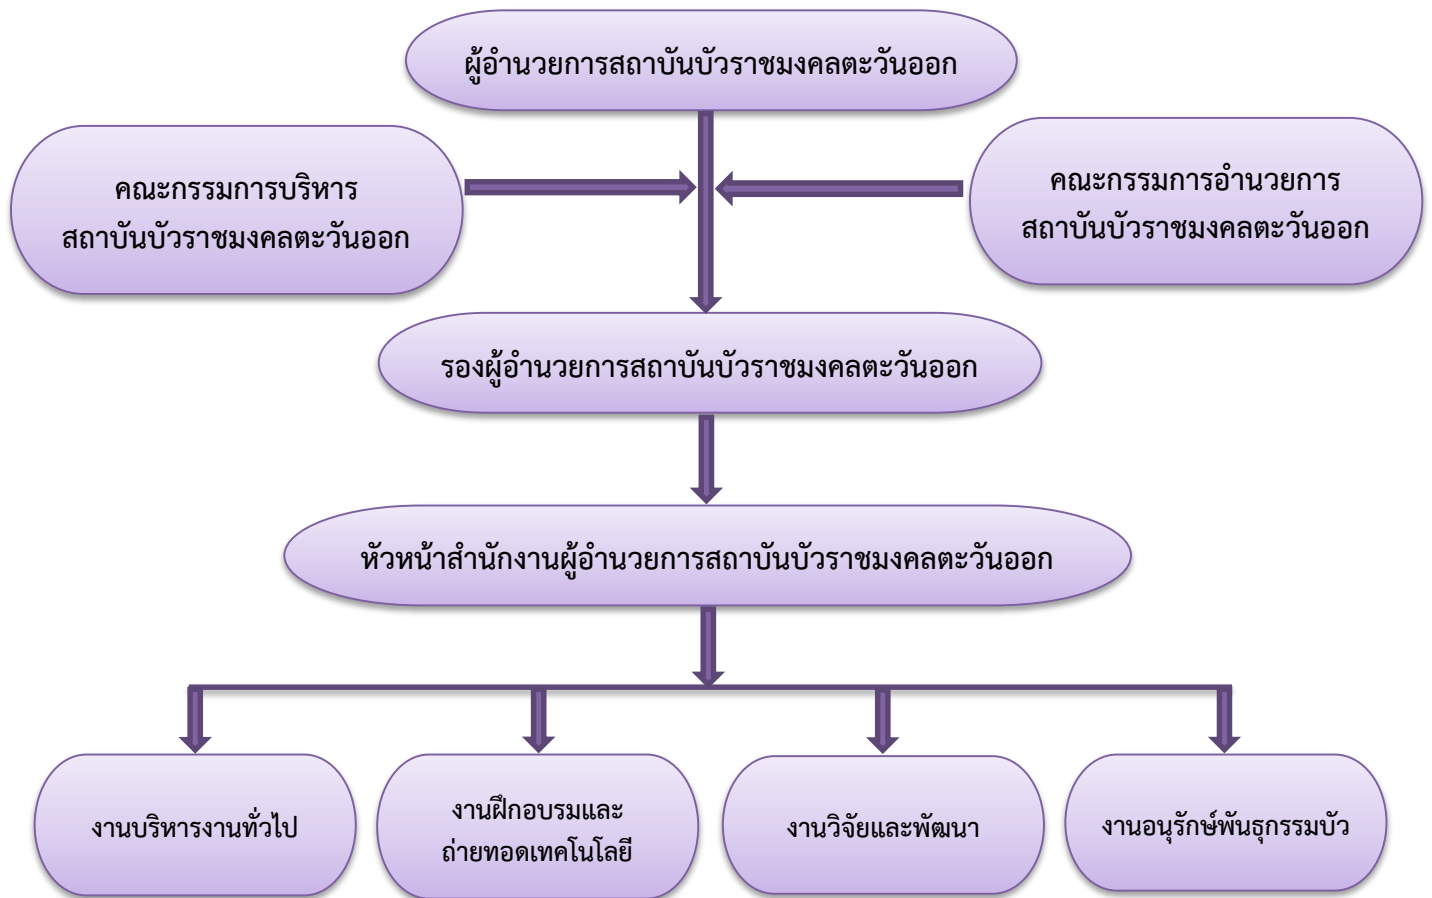 ผู้อำนวยการสถาบันบัวราชมงคลตะวันออก
คณะกรรมการบริหาร
สถาบันบัวราชมงคลตะวันออก
คณะกรรมการอำนวยการ
สถาบันบัวราชมงคลตะวันออก
รองผู้อำนวยการสถาบันบัวราชมงคลตะวันออก
หัวหน้าสำนักงานผู้อำนวยการสถาบันบัวราชมงคลตะวันออก
งานบริหารงานทั่วไป
งานฝึกอบรมและ
ถ่ายทอดเทคโนโลยี
งานวิจัยและพัฒนา
งานอนุรักษ์พันธุกรรมบัว